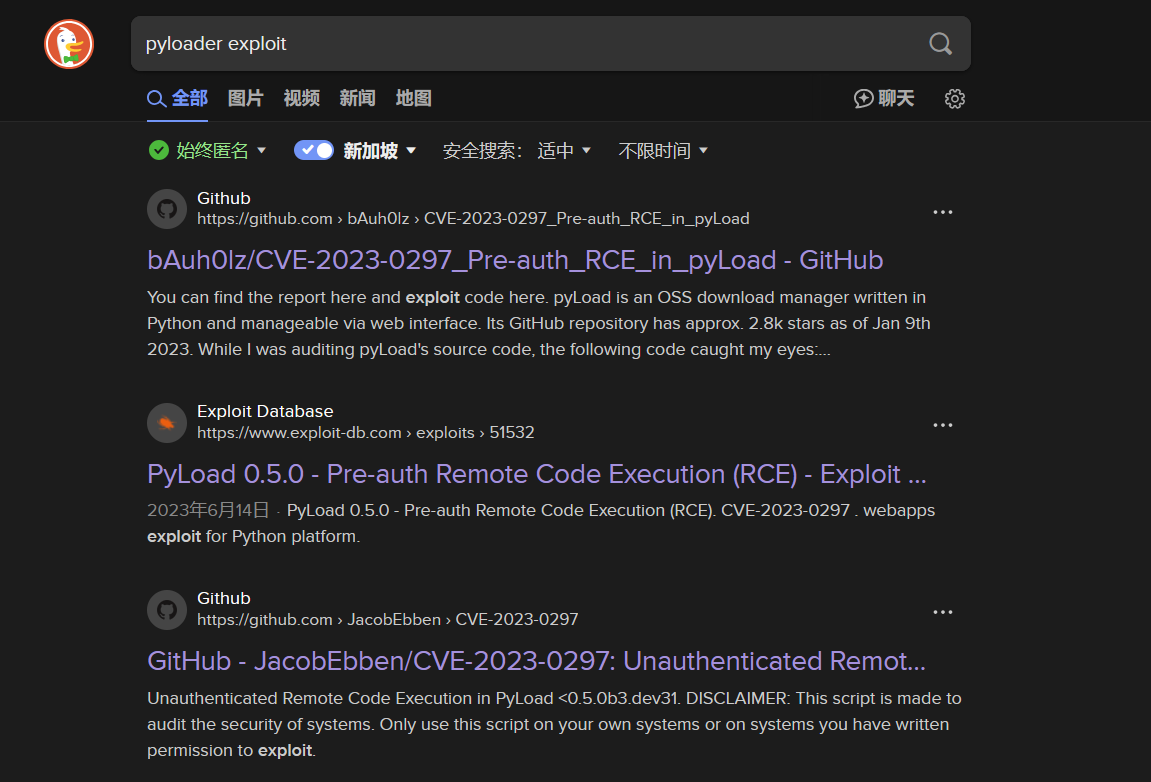 pyloader exploit
全部 图片 视频 新闻 地图 聊天
始终匿名 新加坡 安全搜索: 适中 不限时间
Github
https://github.com › bAuh0lz › CVE-2023-0297_Pre-auth_RCE_in_pyLoad
bAuh0lz/CVE-2023-0297_Pre-auth_RCE_in_pyLoad - GitHub
You can find the report here and exploit code here. pyLoad is an OSS download manager written in
Python and manageable via web interface. Its GitHub repository has approx. 2.8k stars as of Jan 9th
2023. While I was auditing pyLoad's source code, the following code caught my eyes:...
Exploit Database
https://www.exploit-db.com › exploits › 51532
PyLoad 0.5.0 - Pre-auth Remote Code Execution (RCE) - Exploit ...
2023年6月14日 · PyLoad 0.5.0 - Pre-auth Remote Code Execution (RCE). CVE-2023-0297 . webapps
exploit for Python platform.
Github
https://github.com › JacobEbben › CVE-2023-0297
GitHub - JacobEbben/CVE-2023-0297: Unauthenticated Remot...
Unauthenticated Remote Code Execution in PyLoad <0.5.0b3.dev31. DISCLAIMER: This script is made to
audit the security of systems. Only use this script on your own systems or on systems you have written
permission to exploit.